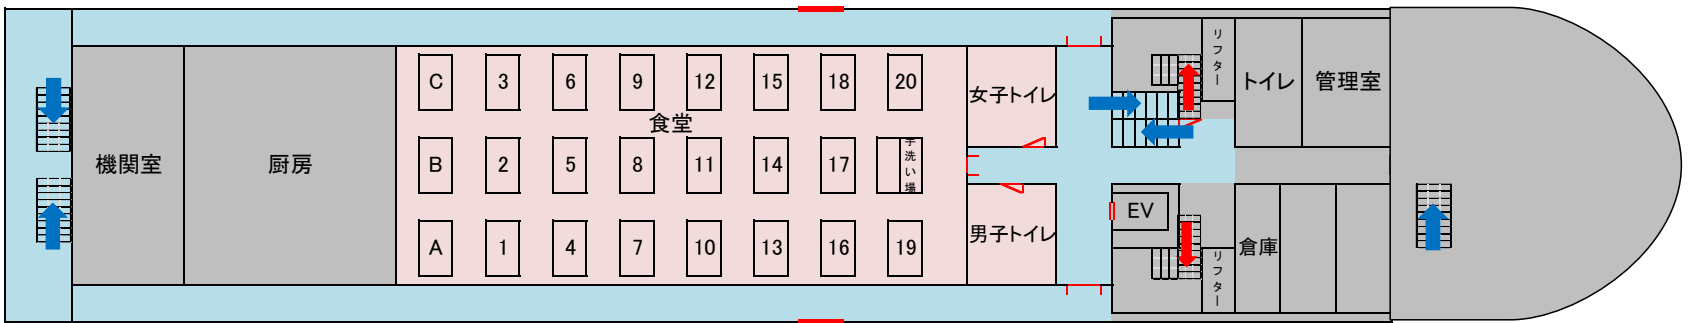 C 3 6 9 12 15 18 20
食堂
B 2 5 8 11 14 17
手洗い場
A 1 4 7 10 13 16 19
機関室
厨房
女子トイレ
男子トイレ
リフター
トイレ
管理室
EV
倉庫
リフター